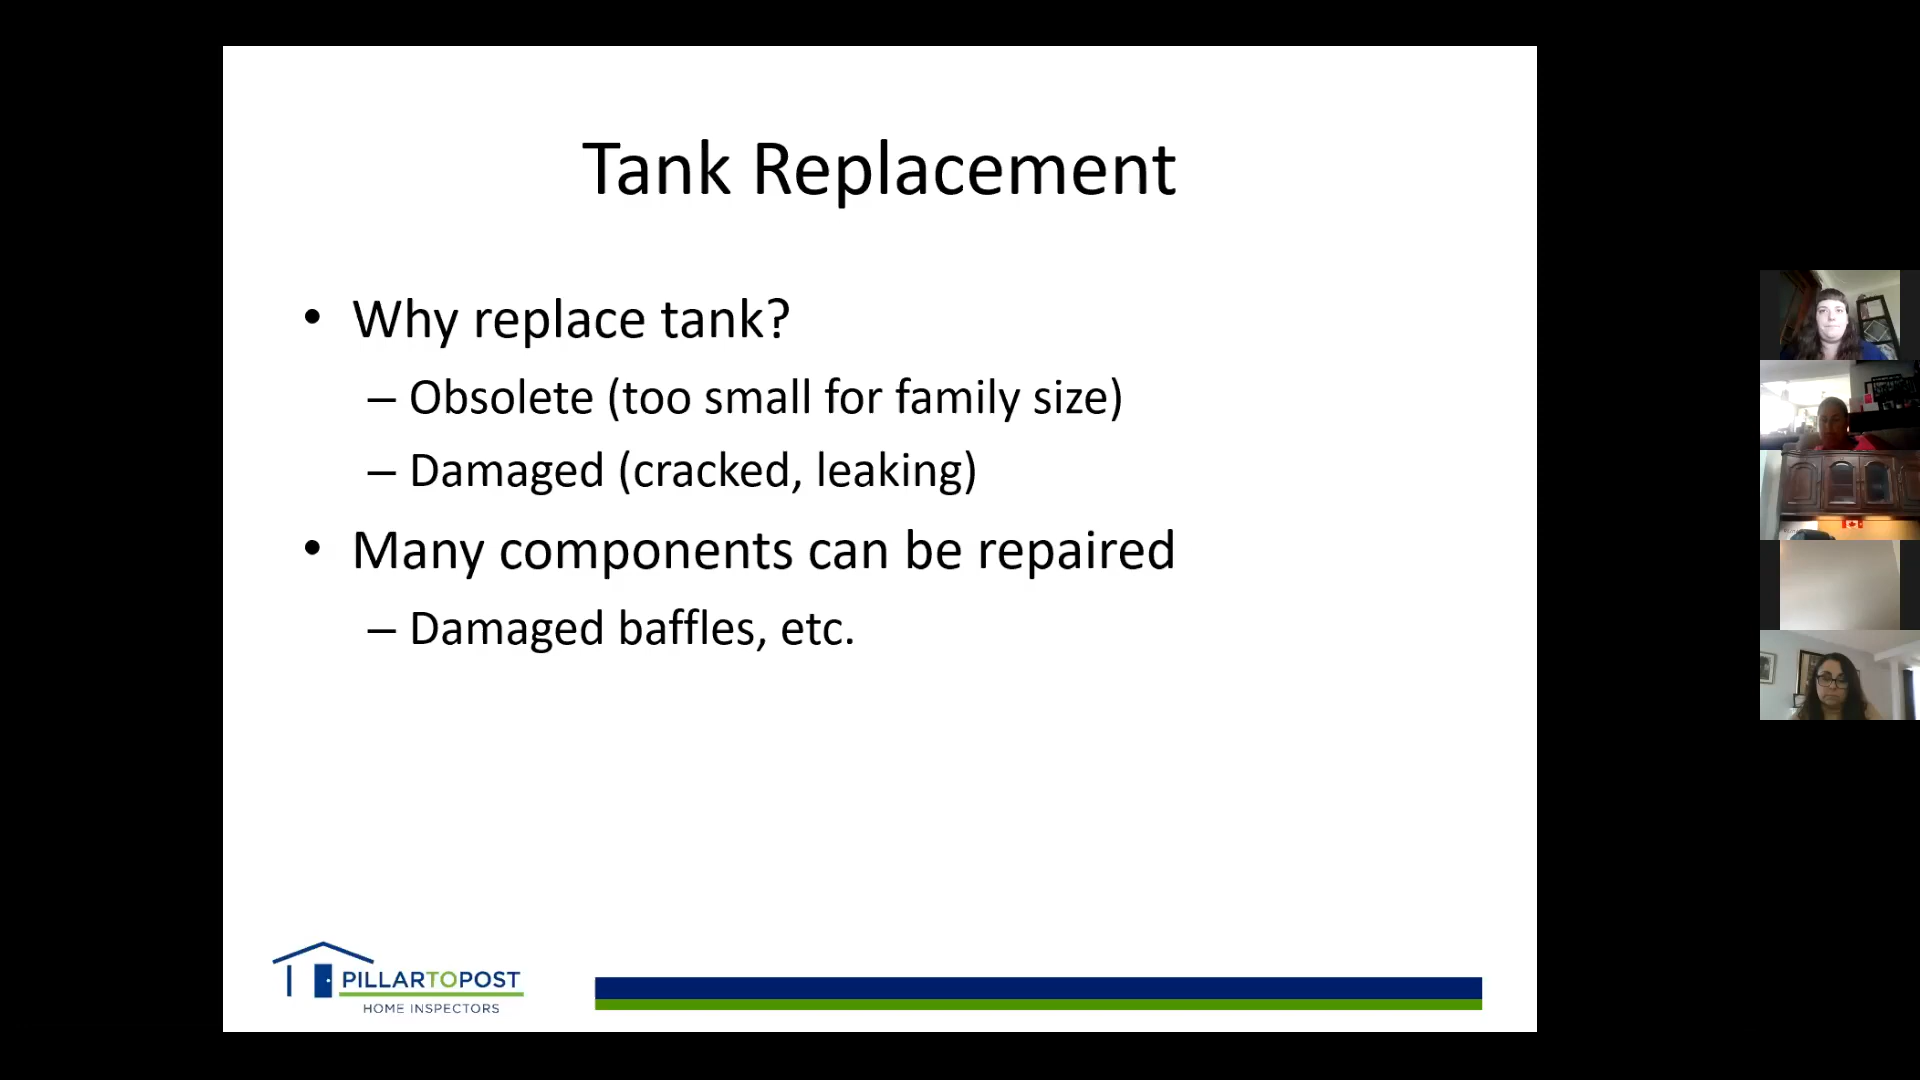 Tank Replacement
• Why replace tank?
– Obsolete (too small for family size)
– Damaged (cracked, leaking)
• Many components can be repaired
– Damaged baffles, etc.
PILLARTOPOST
HOME INSPECTORS